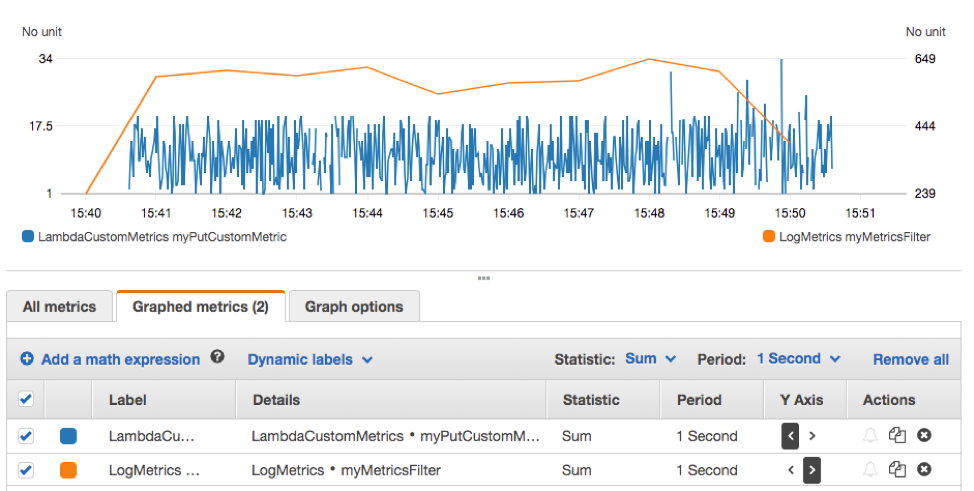 No unit No unit
34 649
17.5 444
1 239
15:40 15:41 15:42 15:43 15:44 15:45 15:46 15:47 15:48 15:49 15:50 15:51
LambdaCustomMetrics myPutCustomMetric LogMetrics myMetricsFilter
All metrics Graphed metrics (2) Graph options
Add a math expression ? Dynamic labels Statistic: Sum Period: 1 Second Remove all
Label Details Statistic Period Y Axis Actions
LambdaCu... LambdaCustomMetrics • myPutCustomM... Sum 1 Second < >
LogMetrics ... LogMetrics • myMetricsFilter Sum 1 Second < >